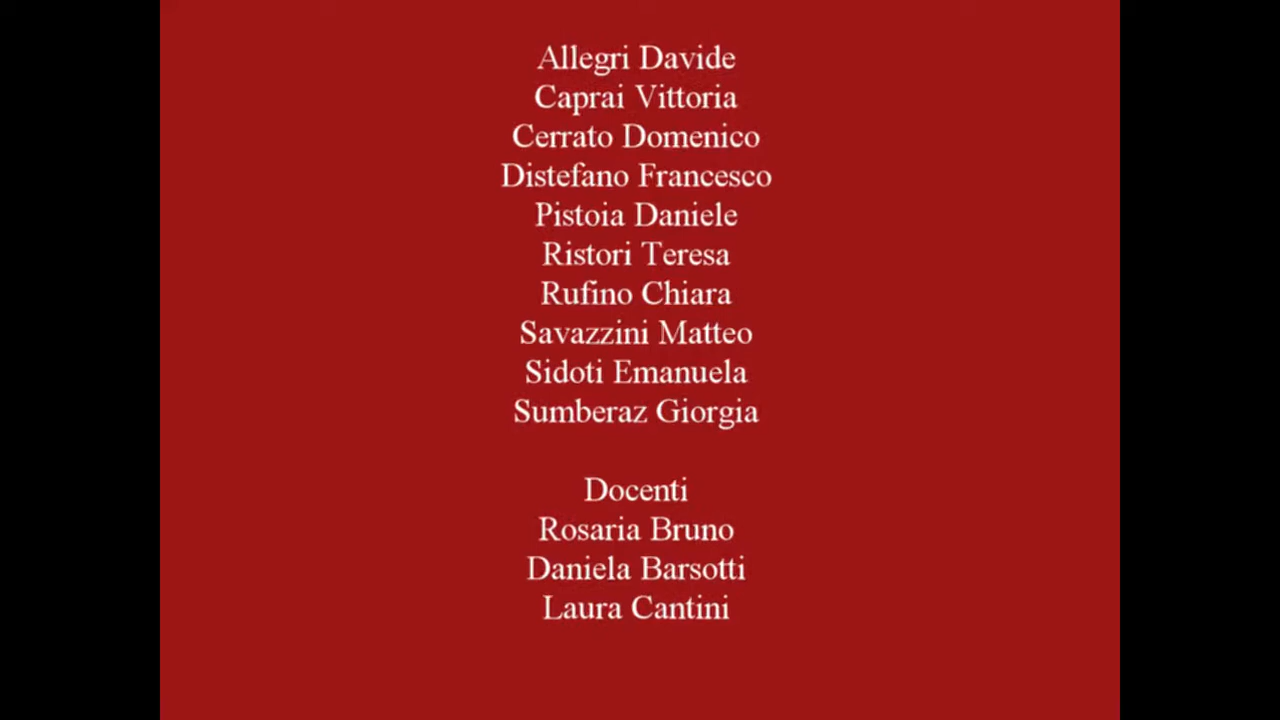 Allegri Davide
Caprai Vittoria
Cerrato Domenico
Distefano Francesco
Pistoia Daniele
Ristori Teresa
Rufino Chiara
Savazzini Matteo
Sidoti Emanuela
Sumberaz Giorgia
Docenti
Rosaria Bruno
Daniela Barsotti
Laura Cantini